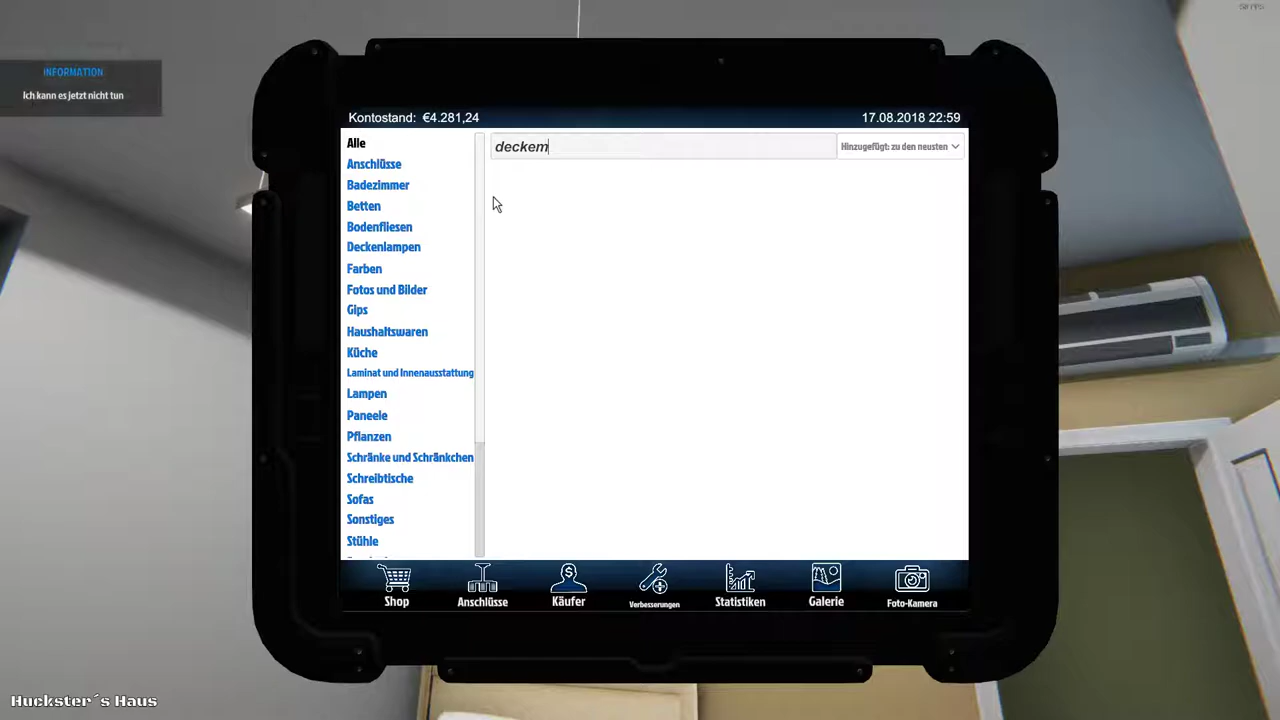 INFORMATION
Ich kann es jetzt nicht tun
Kontostand: €4.281,24
17.08.2018 22:59
deckem
Hinzugefügt: zu den neusten
Alle
Anschlüsse
Badezimmer
Betten
Bodenfliesen
Deckenlampen
Farben
Fotos und Bilder
Gips
Haushaltswaren
Küche
Laminat und Innenausstattung
Lampen
Paneele
Pflanzen
Schränke und Schränkchen
Schreibtische
Sofas
Sonstiges
Stühle
Shop
Anschlüsse
Käufer
Verbesserungen
Statistiken
Galerie
Foto-Kamera
Huckster´s Haus